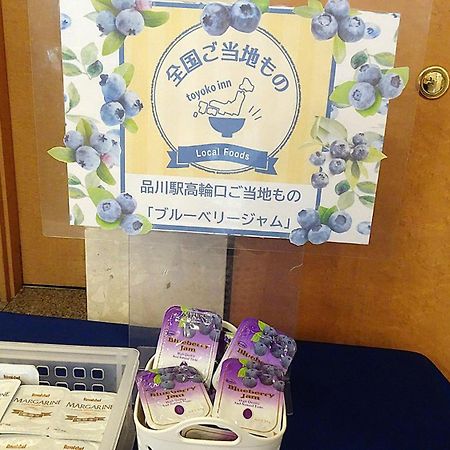 全国ご当地もの
toyoko inn
Local Foods
品川駅高輪口ご当地もの
「ブルーベリージャム」
Blueberry
Jam
Blueberry
Jam
Blueberry
Jam
Blueberry
Jam
MARGARINE
MARGARINE